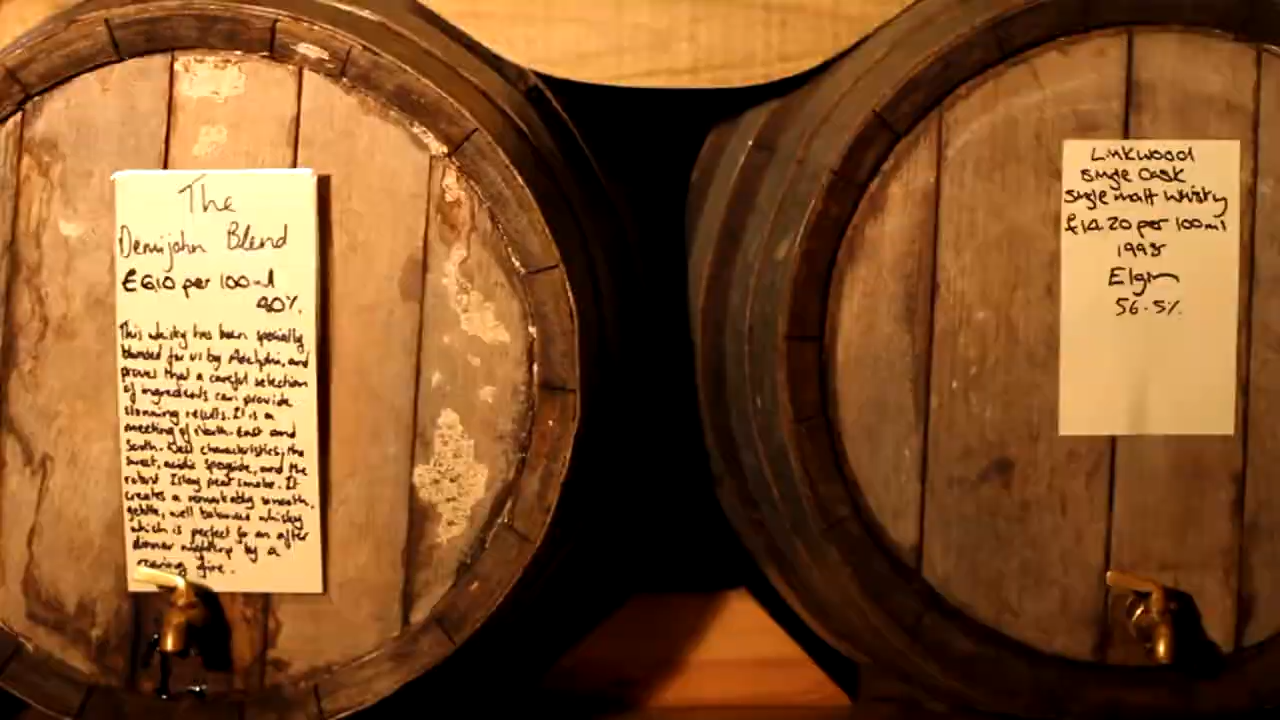 The
Demijohn Blend
£6.10 per 100ml
40%.
This whisky has been specially
blended for us by Adelphi, and
proves that a careful selection
of ingredients can provide
stunning results. It is a
meeting of North-East and
South-West characteristics, the
sweet, acidic speyside, and the
robust Islay peat smoke. It
creates a remarkably smooth,
gentle, well balanced whisky
which is perfect for an after
dinner nightcap by a
roaring fire.
Linkwood
Single Cask
Single malt Whisky
£14.20 per 100ml
Elgin
56.5%